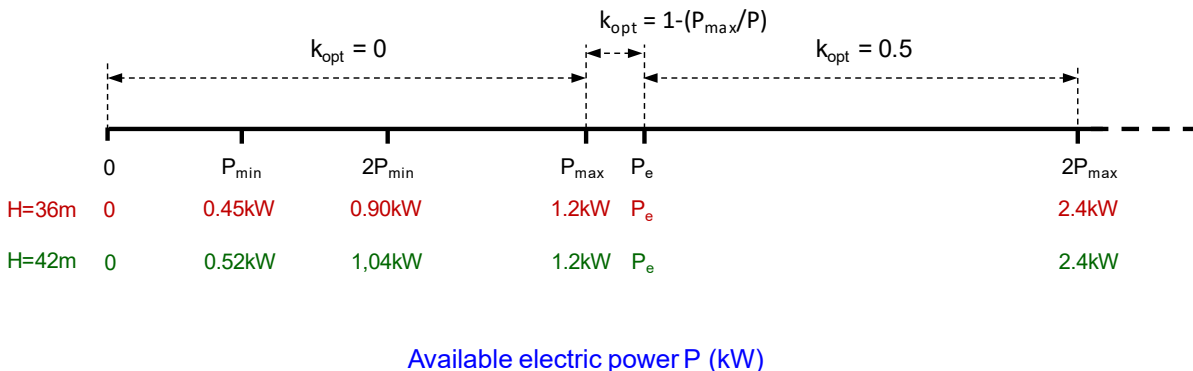 k_opt = 1-(P_max/P)
k_opt = 0
k_opt = 0.5
0 P_min 2P_min P_max P_e 2P_max
H=36m 0 0.45kW 0.90kW 1.2kW P_e 2.4kW
H=42m 0 0.52kW 1,04kW 1.2kW P_e 2.4kW
Available electric power P (kW)